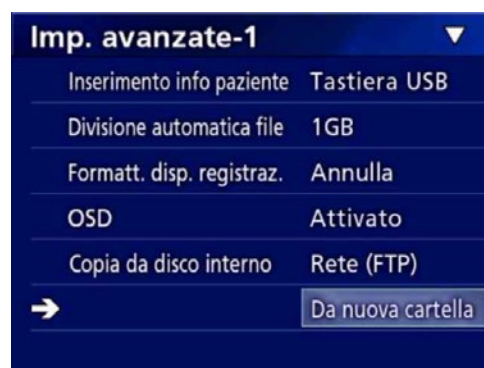 Imp. avanzate-1
Inserimento info paziente Tastiera USB
Divisione automatica file 1GB
Formatt. disp. registraz. Annulla
OSD Attivato
Copia da disco interno Rete (FTP)
Da nuova cartella